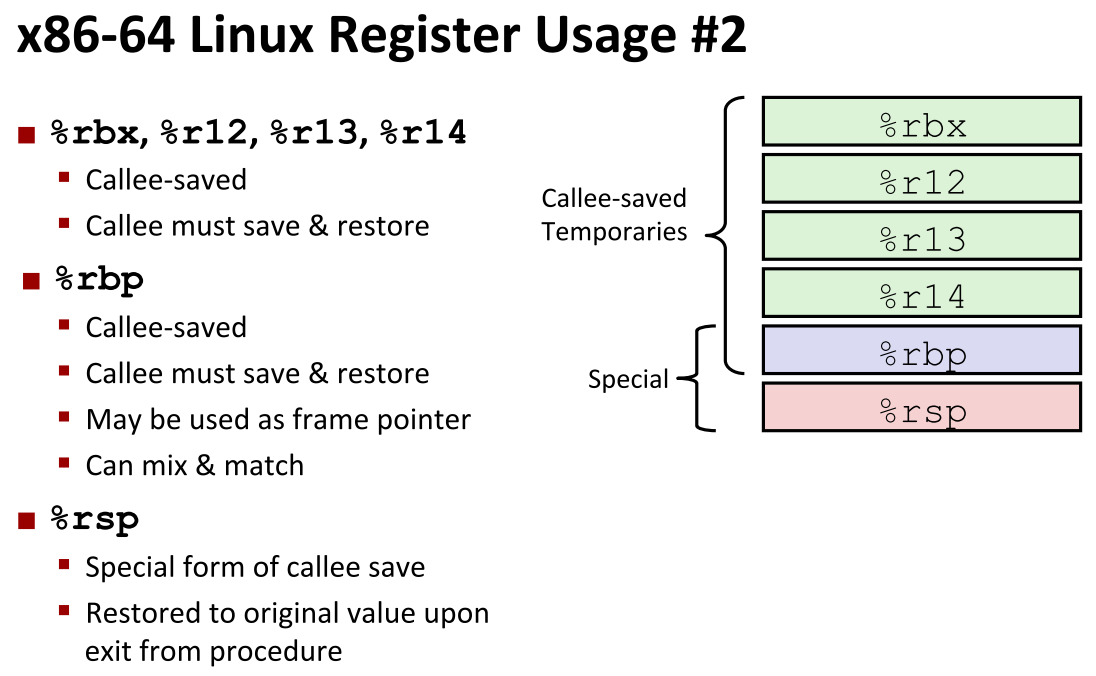 x86-64 Linux Register Usage #2
%rbx, %r12, %r13, %r14
Callee-saved
Callee must save & restore
%rbp
Callee-saved
Callee must save & restore
May be used as frame pointer
Can mix & match
%rsp
Special form of callee save
Restored to original value upon
exit from procedure
Callee-saved
Temporaries
Special
%rbx
%r12
%r13
%r14
%rbp
%rsp